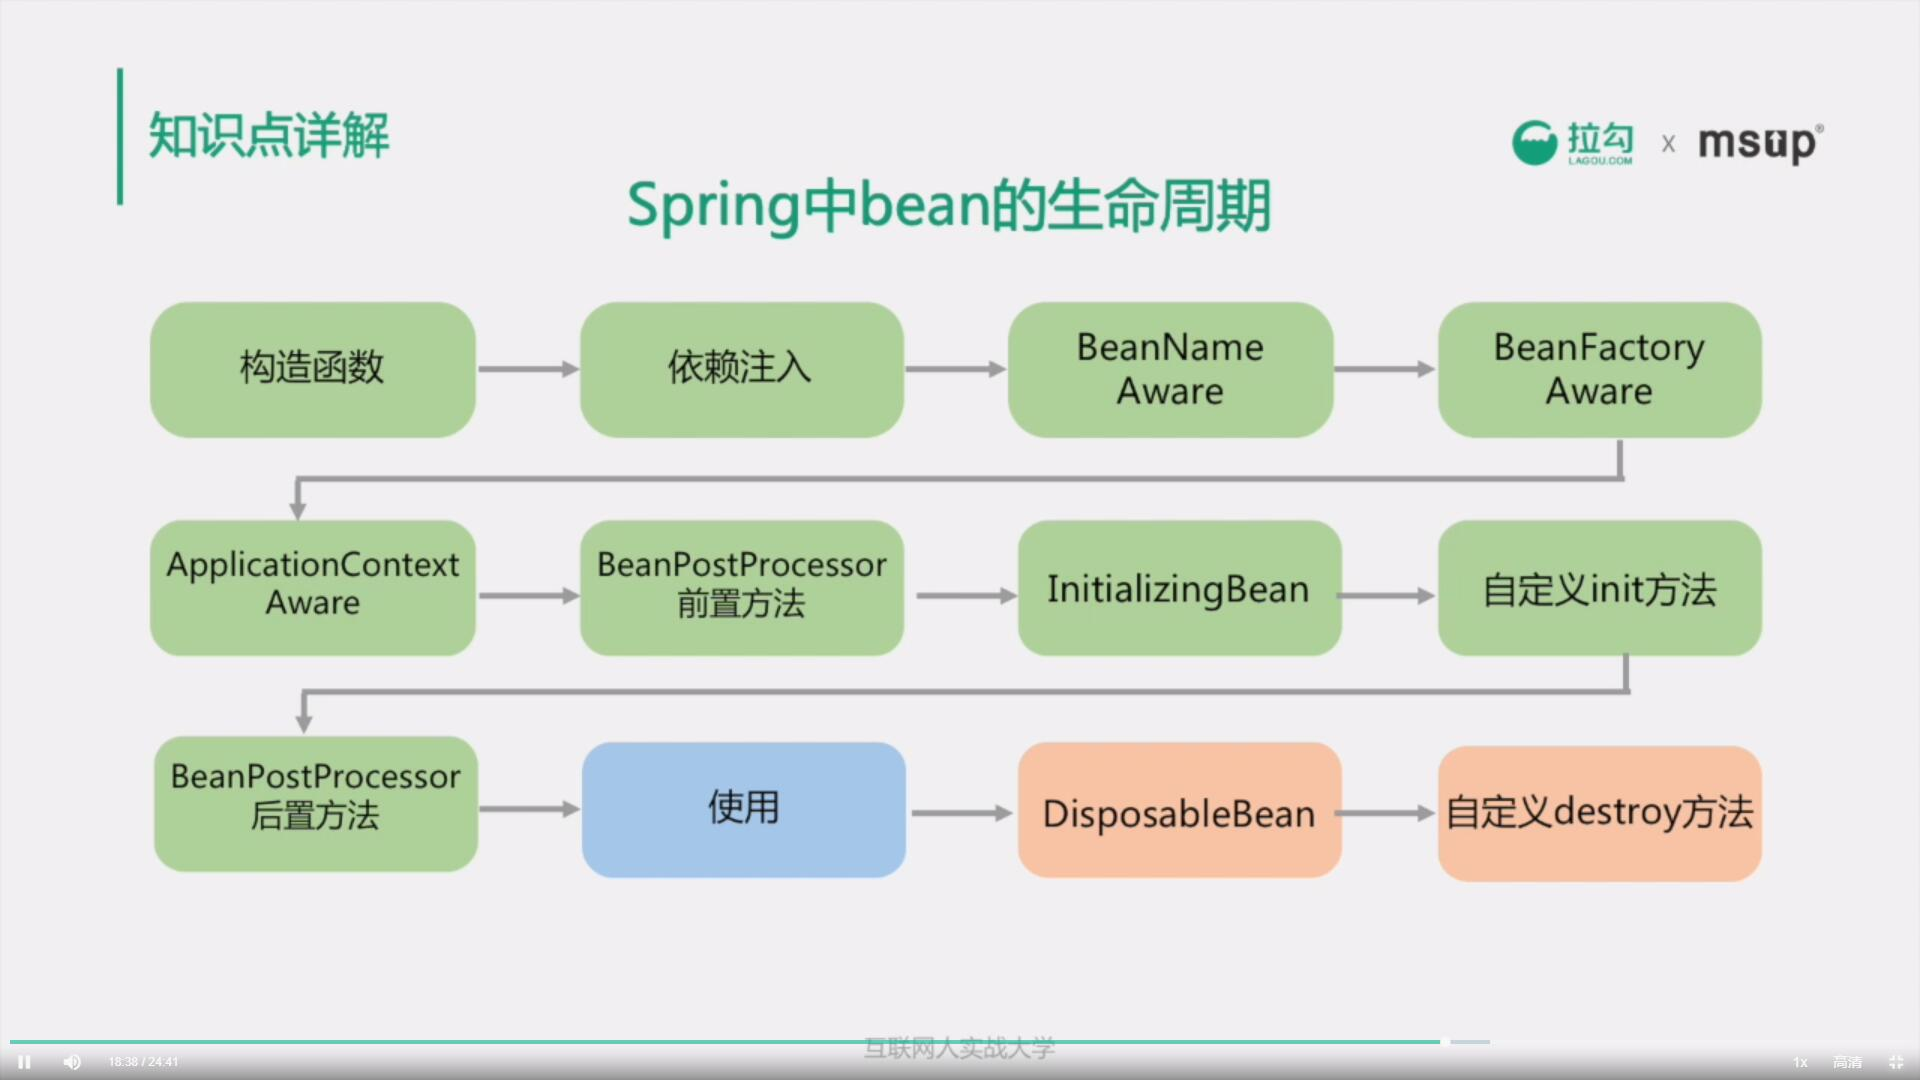 知识点详解
拉勾
LAGOU.COM
x
msup®
Spring中bean的生命周期
构造函数
依赖注入
BeanName
Aware
BeanFactory
Aware
ApplicationContext
Aware
BeanPostProcessor
前置方法
InitializingBean
自定义init方法
BeanPostProcessor
后置方法
使用
DisposableBean
自定义destroy方法
互联网人实战大学
18:38 / 24:41
1x
高清